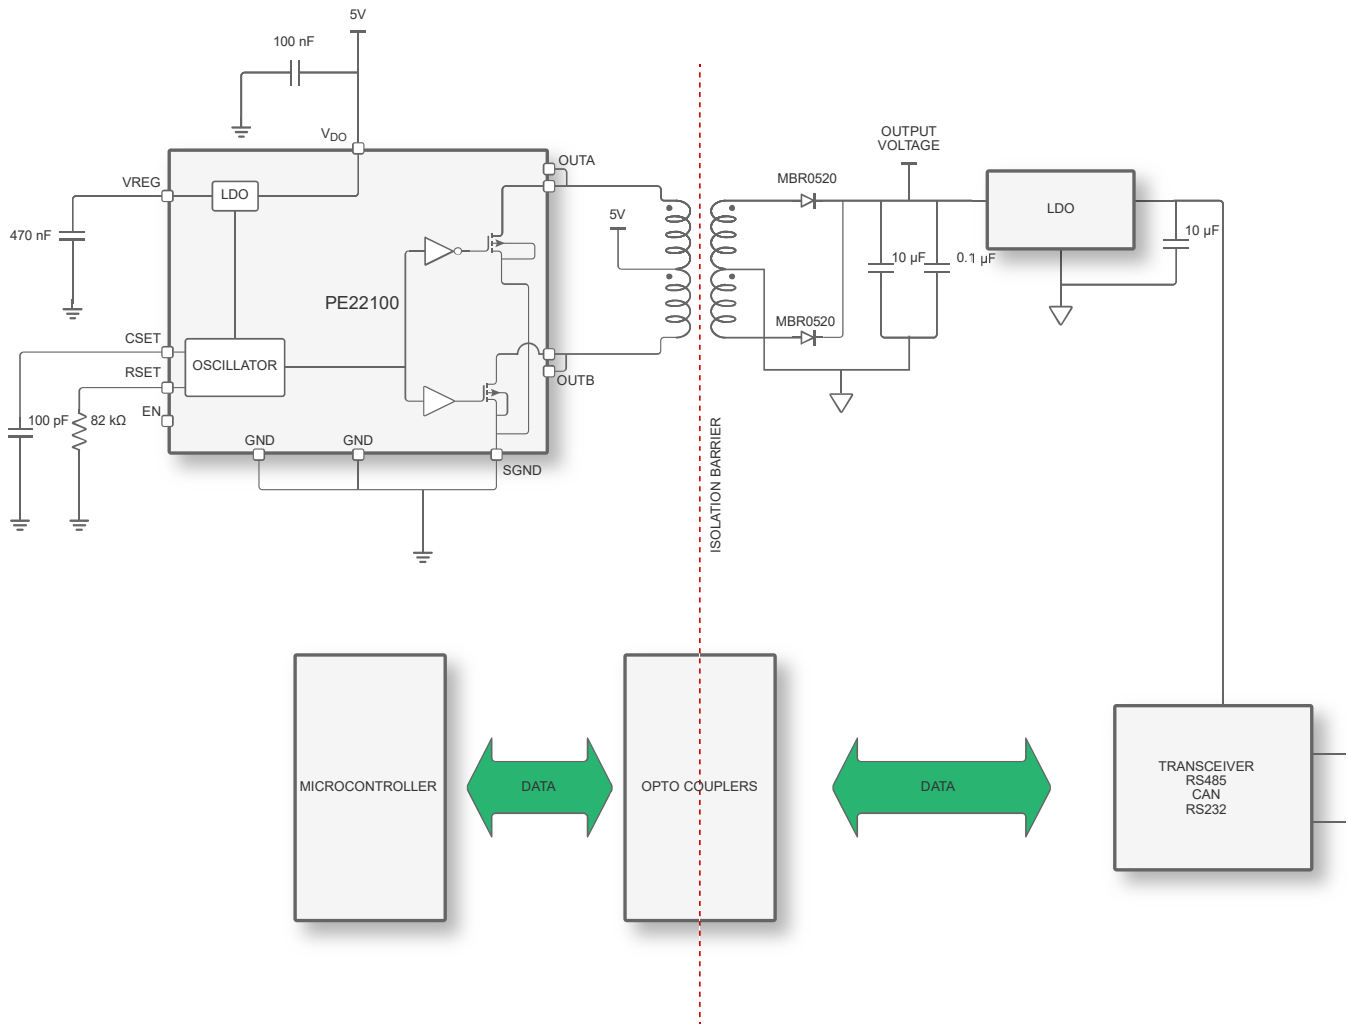 5V
100 nF
VDO
OUTA
VREG
LDO
470 nF
PE22100
CSET
OSCILLATOR
RSET
OUTB
EN
100 pF
82 kΩ
GND
GND
SGND
5V
ISOLATION BARRIER
MBR0520
MBR0520
OUTPUT
VOLTAGE
10 µF
0.1 µF
LDO
10 µF
MICROCONTROLLER
DATA
OPTO COUPLERS
DATA
TRANSCEIVER
RS485
CAN
RS232